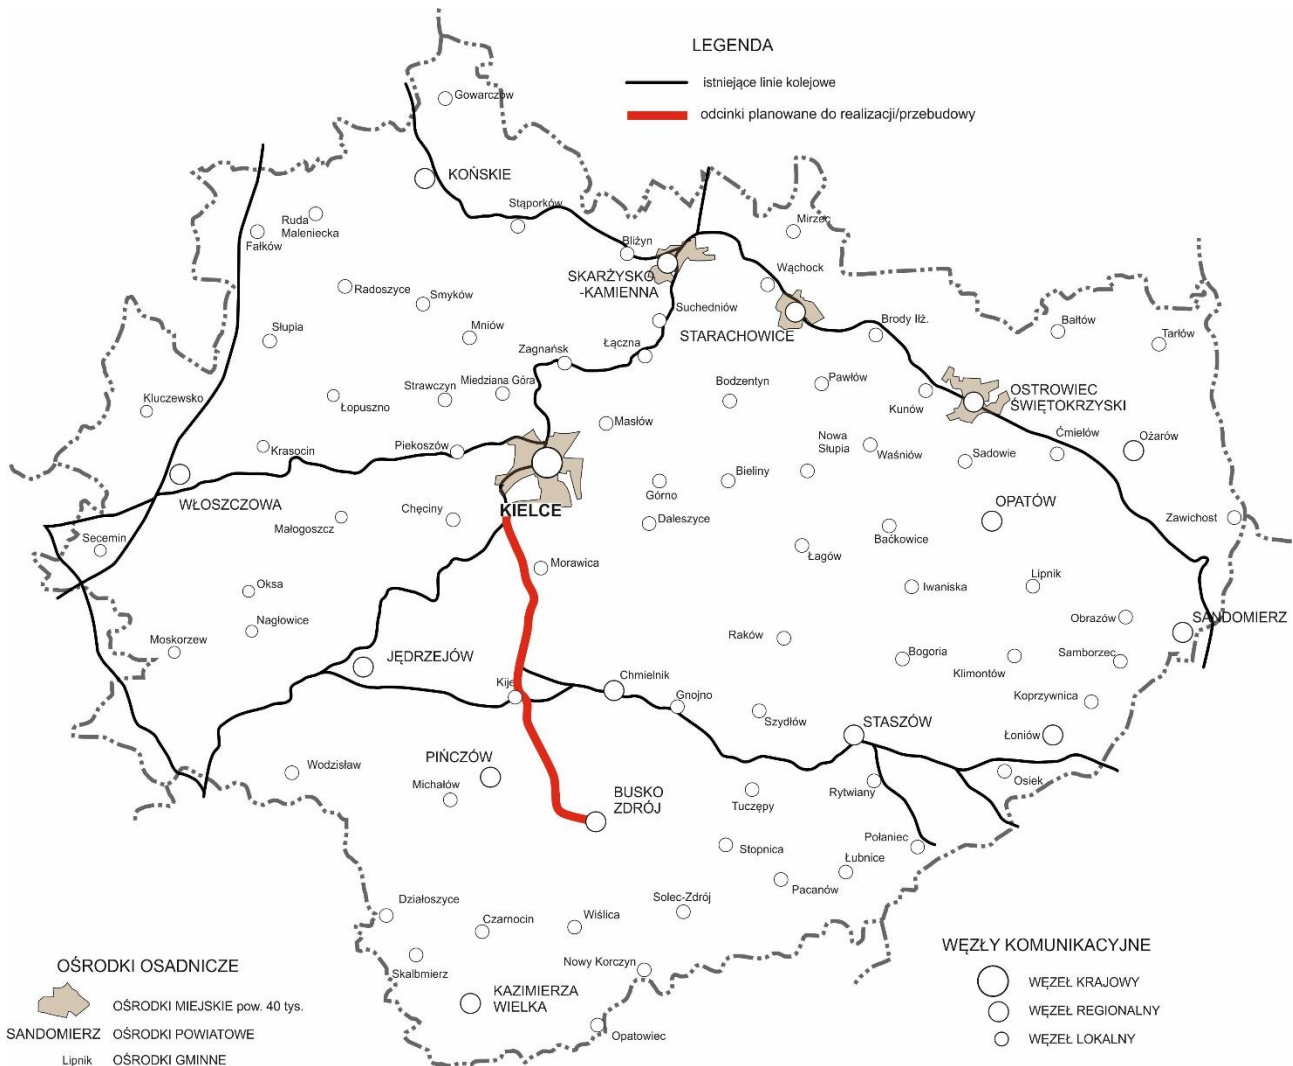 LEGENDA
istniejące linie kolejowe
odcinki planowane do realizacji/przebudowy
Gowarczów
KOŃSKIE
Stąporków
Ruda
Maleniecka
Fałków
Mirzec
Bliżyn
SKARŻYSKO
-KAMIENNA
Wąchock
Radoszyce
Smyków
Suchedniów
STARACHOWICE
Brody Iłż.
Bałtów
Tarłów
Słupia
Mniów
Zagnańsk
Łączna
Strawczyn
Miedziana Góra
Bodzentyn
Pawłów
Kunów
OSTROWIEC
ŚWIĘTOKRZYSKI
Kluczewsko
Łopuszno
Masłów
Nowa
Słupia
Waśniów
Sadowie
Ćmielów
Ożarów
Krasocin
Piekoszów
Bieliny
Górno
WŁOSZCZOWA
KIELCE
Chęciny
Małogoszcz
Daleszyce
OPATÓW
Zawichost
Secemin
Baćkowice
Łagów
Morawica
Oksa
Iwaniska
Lipnik
Nagłowice
Obrazów
SANDOMIERZ
Moskorzew
Raków
Bogoria
Klimontów
Samborzec
JĘDRZEJÓW
Chmielnik
Kije
Gnojno
Koprzywnica
Szydłów
STASZÓW
Łoniów
PIŃCZÓW
Wodzisław
Michałów
BUSKO
ZDRÓJ
Tuczępy
Rytwiany
Osiek
Połaniec
Stopnica
Łubnice
Pacanów
Działoszyce
Czarnocin
Wiślica
Solec-Zdrój
Skalbmierz
Nowy Korczyn
KAZIMIERZA
WIELKA
Opatowiec
OŚRODKI OSADNICZE
OŚRODKI MIEJSKIE pow. 40 tys.
SANDOMIERZ OŚRODKI POWIATOWE
Lipnik OŚRODKI GMINNE
WĘZŁY KOMUNIKACYJNE
WĘZEŁ KRAJOWY
WĘZEŁ REGIONALNY
WĘZEŁ LOKALNY